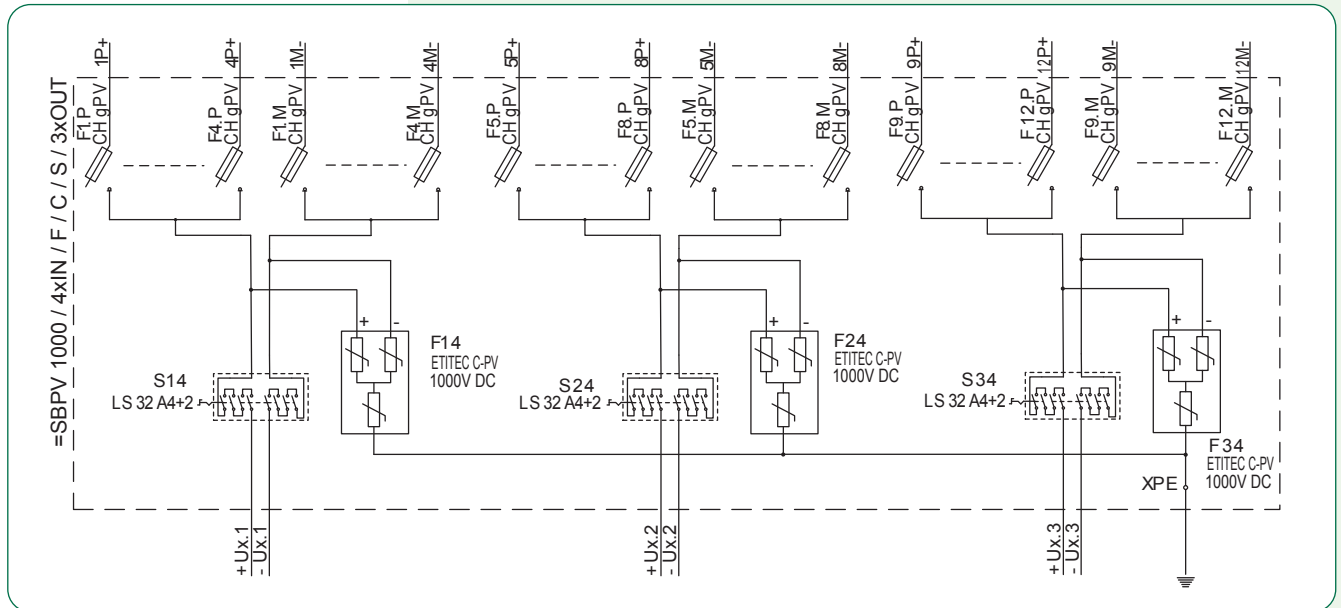 =SBPV 1000 / 4xIN / F / C / S / 3xOUT
1P+
4P+
1M-
4M-
5P+
8P+
5M-
8M-
9P+
12P+
9M-
12M-
F1.P
CH gPV
F4.P
CH gPV
F1.M
CH gPV
F4.M
CH gPV
F5.P
CH gPV
F8.P
CH gPV
F5.M
CH gPV
F8.M
CH gPV
F9.P
CH gPV
F12.P
CH gPV
F9.M
CH gPV
F12.M
CH gPV
+ -
F14
ETITEC C-PV
1000V DC
S14
LS 32 A4+2
+ -
F24
ETITEC C-PV
1000V DC
S24
LS 32 A4+2
+ -
S34
LS 32 A4+2
F34
ETITEC C-PV
1000V DC
XPE
+ Ux.1
- Ux.1
+ Ux.2
- Ux.2
+ Ux.3
- Ux.3